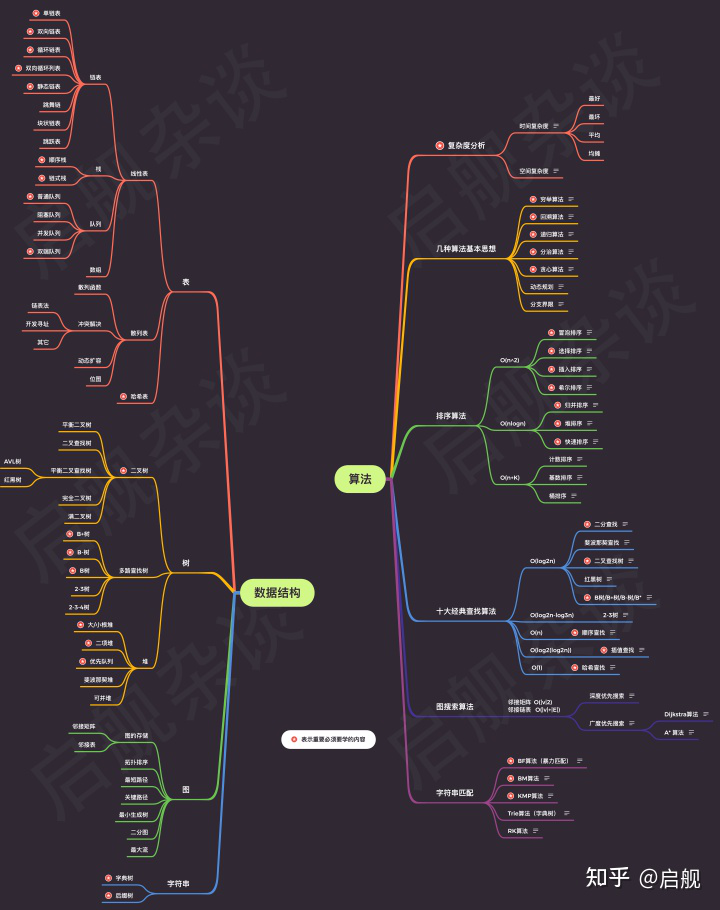 单链表
双向链表
循环链表
双向循环列表
静态链表
跳舞链
块状链表
跳跃表
链表
顺序栈
链式栈
栈
普通队列
阻塞队列
并发队列
双端队列
队列
数组
线性表
散列函数
链表法
开发寻址
其它
冲突解决
动态扩容
位图
散列表
哈希表
表
平衡二叉树
二叉查找树
AVL树
红黑树
平衡二叉查找树
完全二叉树
满二叉树
二叉树
B+树
B-树
B树
2-3树
2-3-4树
多路查找树
大/小根堆
二项堆
优先队列
斐波那契堆
可并堆
堆
树
邻接矩阵
邻接表
图的存储
拓扑排序
最短路径
关键路径
最小生成树
二分图
最大流
图
字典树
后缀树
字符串
数据结构
表示重要必须要学的内容
算法
复杂度分析
时间复杂度
最好
最坏
平均
均摊
空间复杂度
几种算法基本思想
穷举算法
回溯算法
递归算法
分治算法
贪心算法
动态规划
分支界限
排序算法
O(n^2)
冒泡排序
选择排序
插入排序
希尔排序
O(nlogn)
归并排序
堆排序
快速排序
O(n+K)
计数排序
基数排序
桶排序
十大经典查找算法
O(log2n)
二分查找
斐波那契查找
二叉查找树
红黑树
B树/B+树/B-树/B*
O(log2n-log3n)
2-3树
O(n)
顺序查找
O(log2(log2n))
插值查找
O(1)
哈希查找
图搜索算法
邻接矩阵 O(|v|2)
邻接链表 O(|v|+|E|)
深度优先搜索
广度优先搜索
Dijkstra算法
A* 算法
字符串匹配
BF算法（暴力匹配）
BM算法
KMP算法
Trie算法（字典树）
RK算法
启舰杂谈
启舰杂谈
启舰杂谈
启舰杂谈
启舰杂谈
启舰杂谈
知乎 @启舰